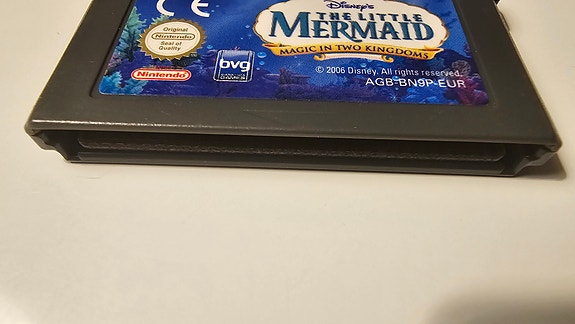 CE
Disney's
THE LITTLE
MERMAID
MAGIC IN TWO KINGDOMS
Original
Nintendo
Seal of
Quality
Nintendo
bvg
© 2006 Disney. All rights reserved.
AGB-BN9P-EUR